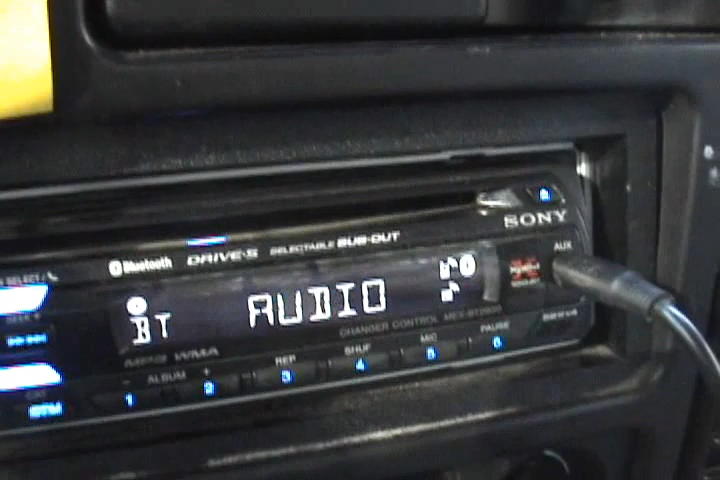 SONY
AUX
Bluetooth DRIVE-S SELECTABLE SUB-OUT
BT AUDIO
CHANGER CONTROL
MP3 WMA
- ALBUM + REP SHUF MIC PAUSE
1 2 3 4 5 6